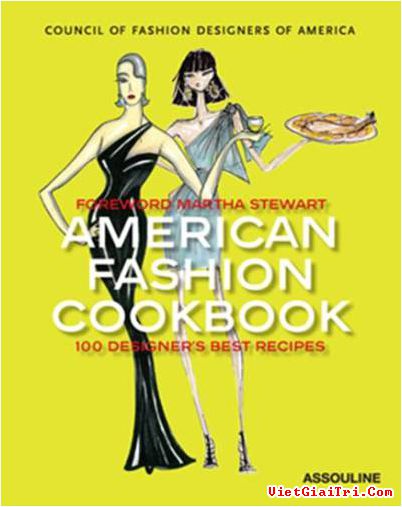 COUNCIL OF FASHION DESIGNERS OF AMERICA
FOREWORD MARTHA STEWART
AMERICAN
FASHION
COOKBOOK
100 DESIGNER'S BEST RECIPES
ASSOULINE
VietGiaiTri.Com